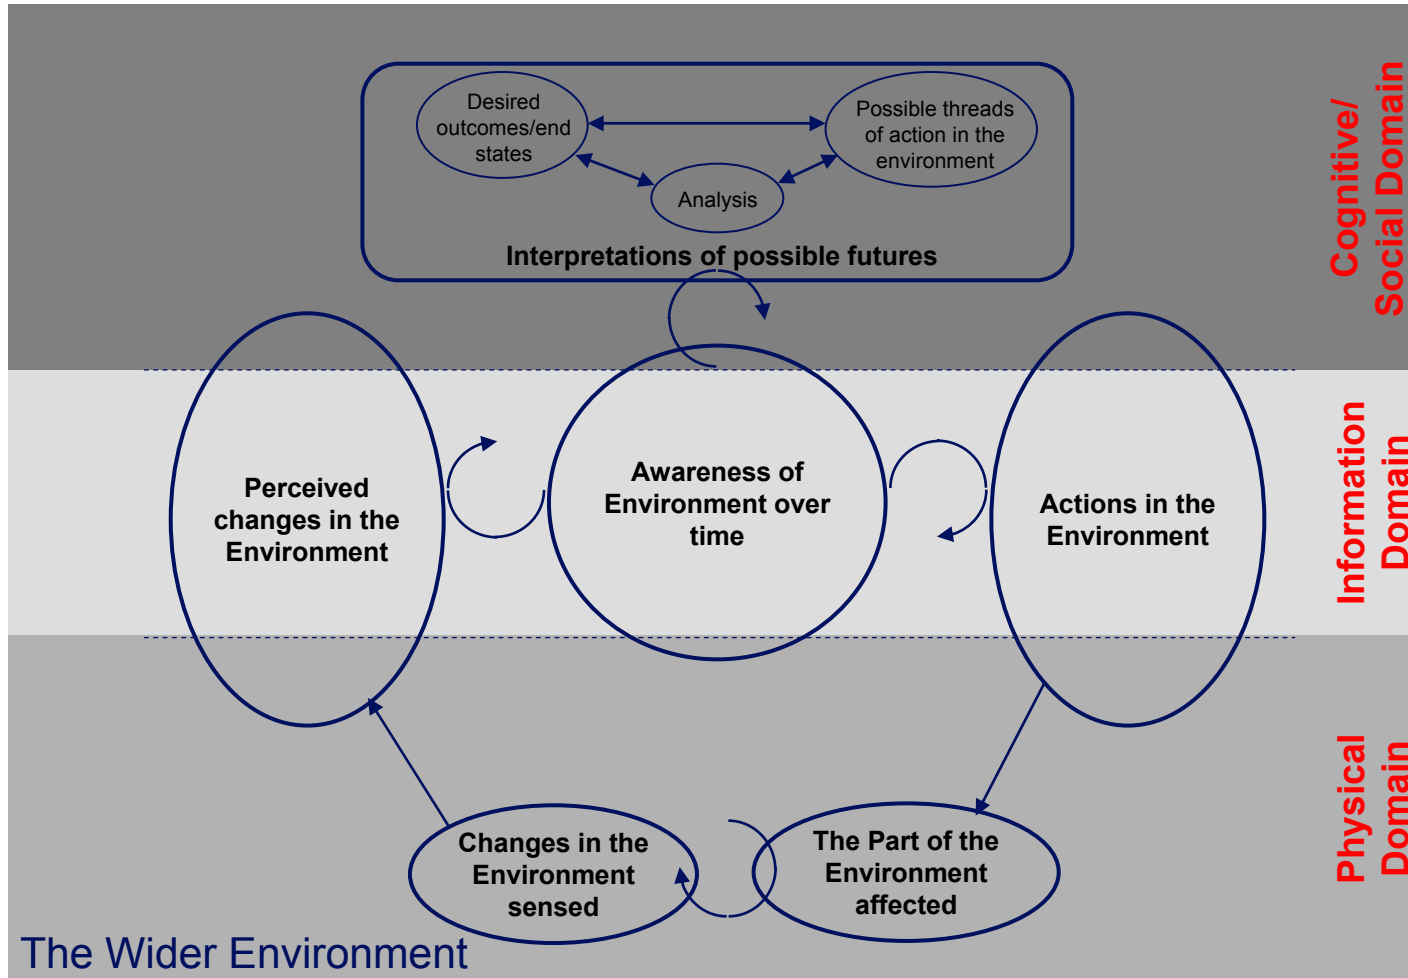 Desired
outcomes/end
states
Possible threads
of action in the
environment
Analysis
Interpretations of possible futures
Cognitive/
Social Domain
Perceived
changes in the
Environment
Awareness of
Environment over
time
Actions in the
Environment
Information
Domain
Changes in the
Environment
sensed
The Part of the
Environment
affected
Physical
Domain
The Wider Environment